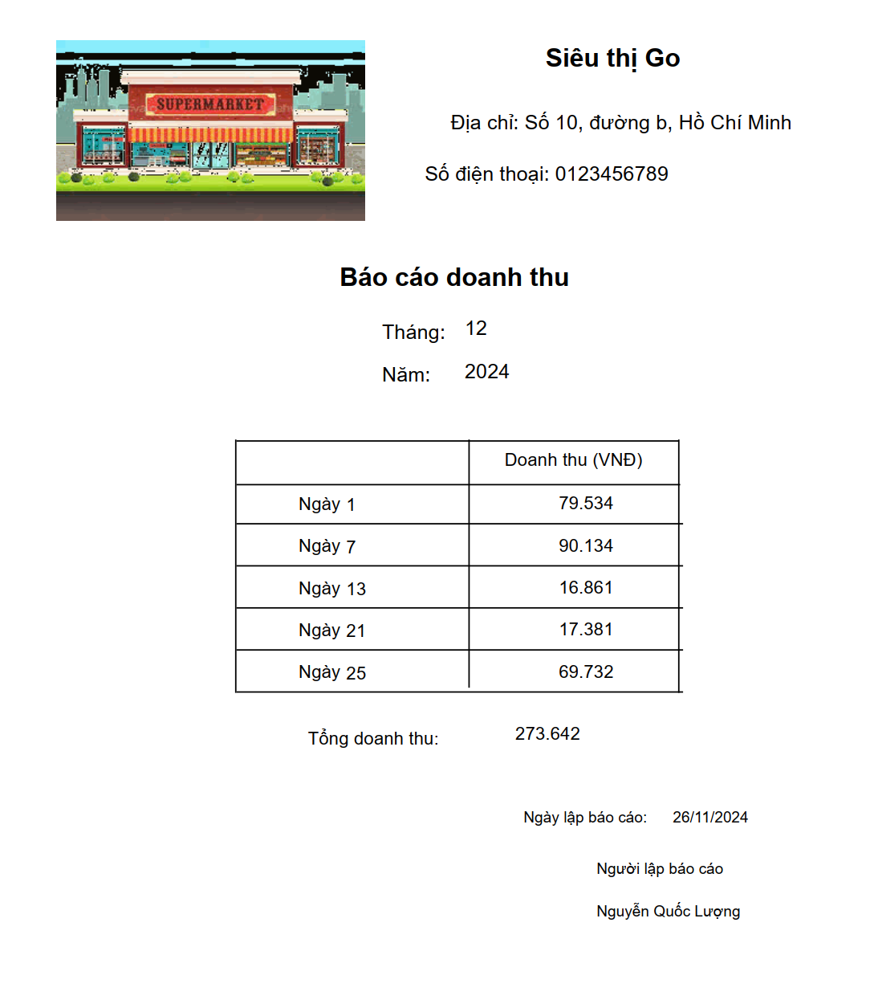 SUPERMARKET
Siêu thị Go
Địa chỉ: Số 10, đường b, Hồ Chí Minh
Số điện thoại: 0123456789
Báo cáo doanh thu
Tháng: 12
Năm: 2024
Doanh thu (VNĐ)
Ngày 1 79.534
Ngày 7 90.134
Ngày 13 16.861
Ngày 21 17.381
Ngày 25 69.732
Tổng doanh thu: 273.642
Ngày lập báo cáo: 26/11/2024
Người lập báo cáo
Nguyễn Quốc Lượng